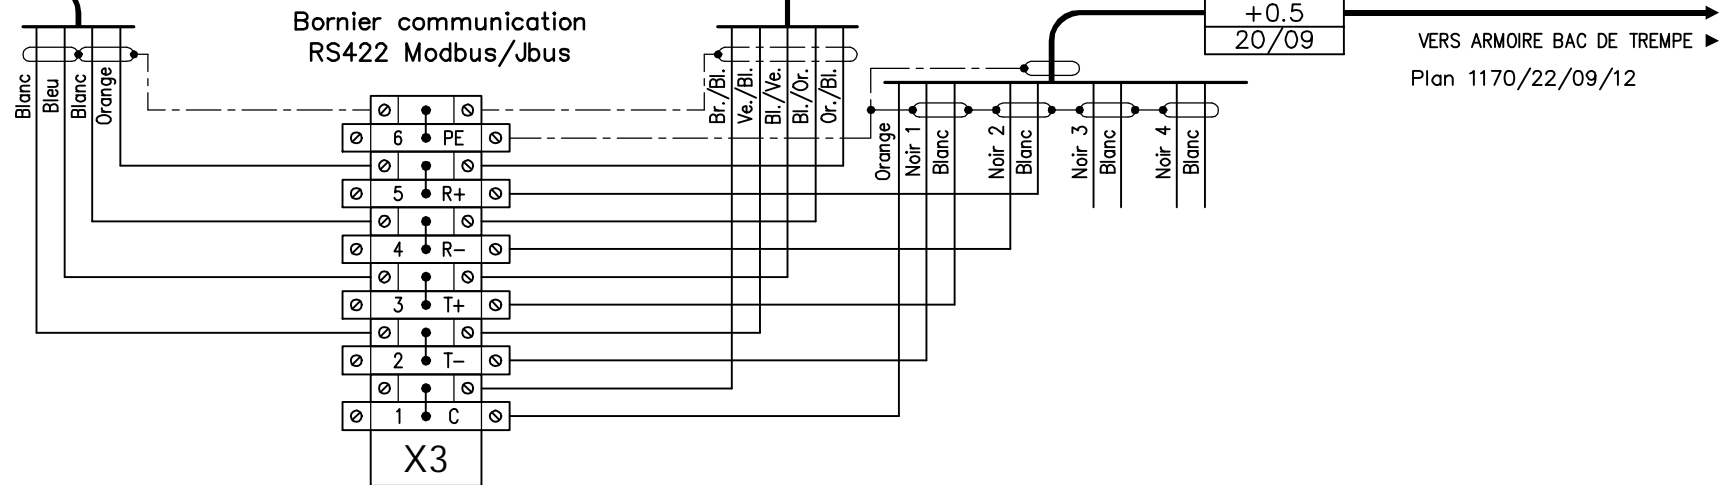 Bornier communication
RS422 Modbus/Jbus
+0.5
20/09
VERS ARMOIRE BAC DE TREMPE
Plan 1170/22/09/12
Blanc
Bleu
Blanc
Orange
Br./Bl.
Ve./Bl.
Bl./Ve.
Bl./Or.
Or./Bl.
Orange
Noir 1
Blanc
Noir 2
Blanc
Noir 3
Blanc
Noir 4
Blanc
6 PE
5 R+
4 R-
3 T+
2 T-
1 C
X3